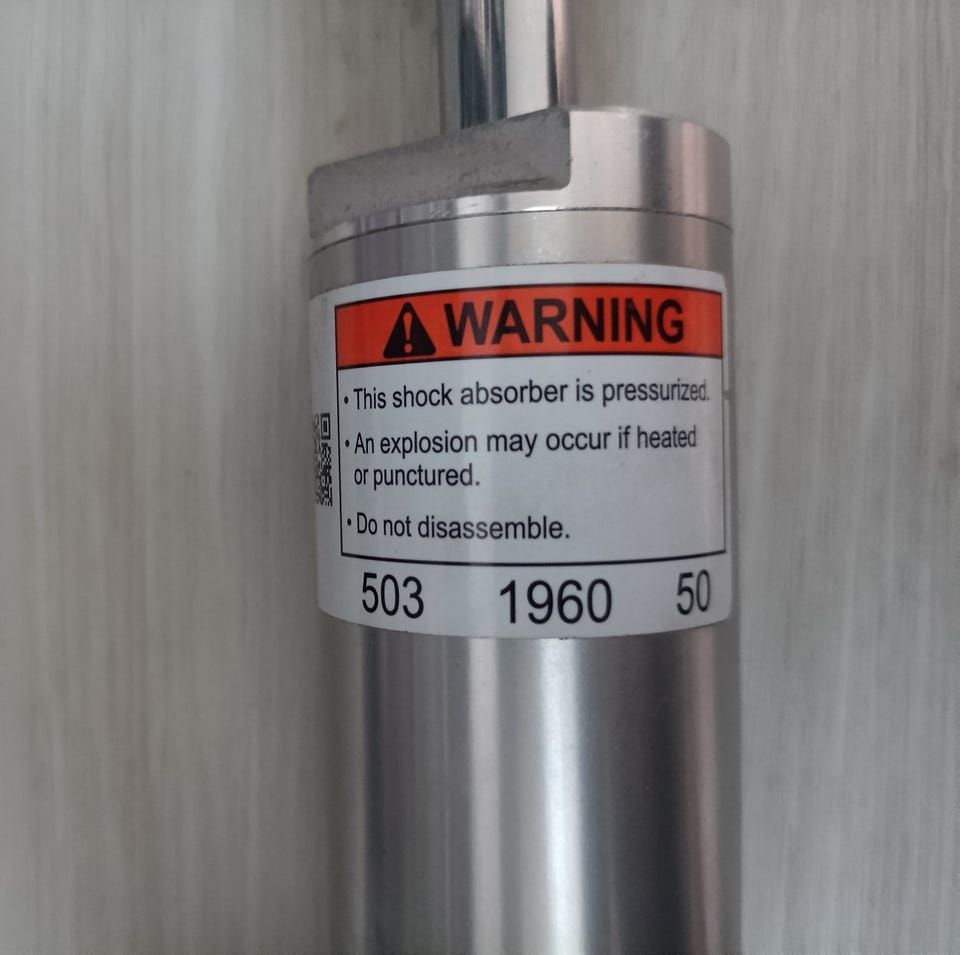 WARNING
• This shock absorber is pressurized.
• An explosion may occur if heated
or punctured.
• Do not disassemble.
503 1960 50